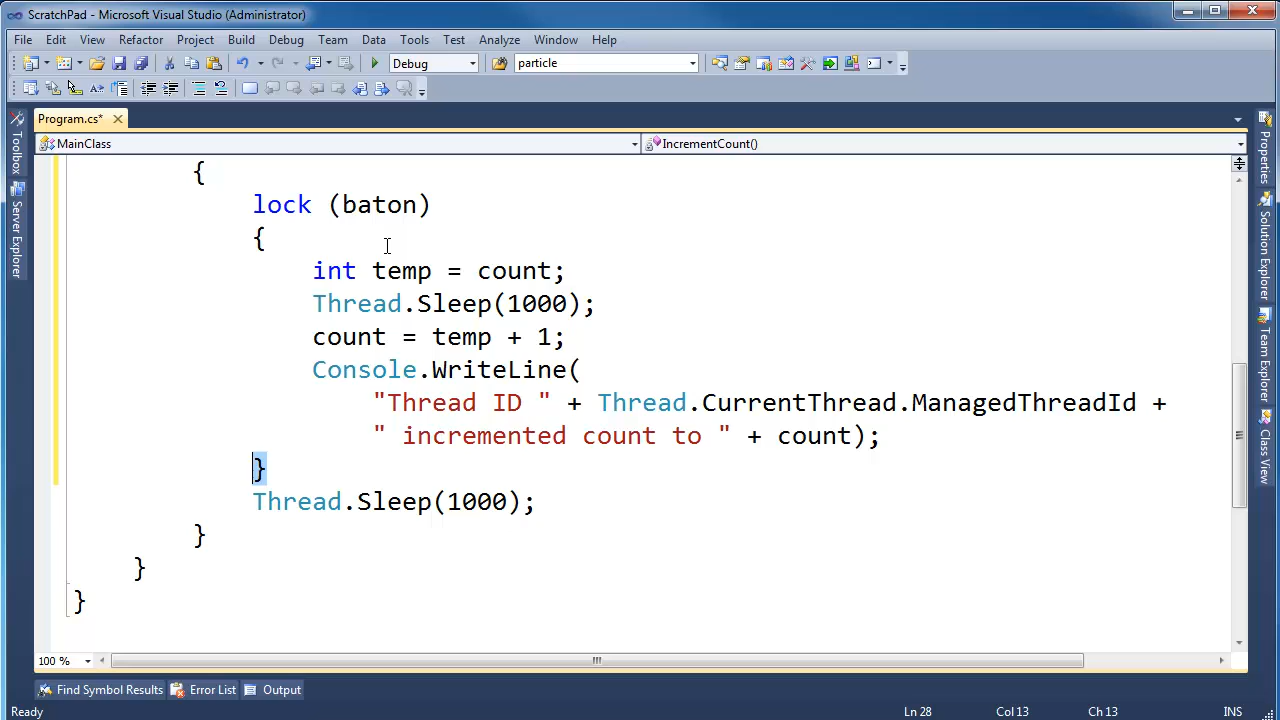 ScratchPad - Microsoft Visual Studio (Administrator)
File Edit View Refactor Project Build Debug Team Data Tools Test Analyze Window Help
Debug particle
Program.cs* ×
MainClass IncrementCount()
Toolbox
Server Explorer
{
lock (baton)
{
int temp = count;
Thread.Sleep(1000);
count = temp + 1;
Console.WriteLine(
"Thread ID " + Thread.CurrentThread.ManagedThreadId +
" incremented count to " + count);
}
Thread.Sleep(1000);
}
}
}
Properties
Solution Explorer
Team Explorer
Class View
100 %
Find Symbol Results Error List Output
Ready Ln 28 Col 13 Ch 13 INS